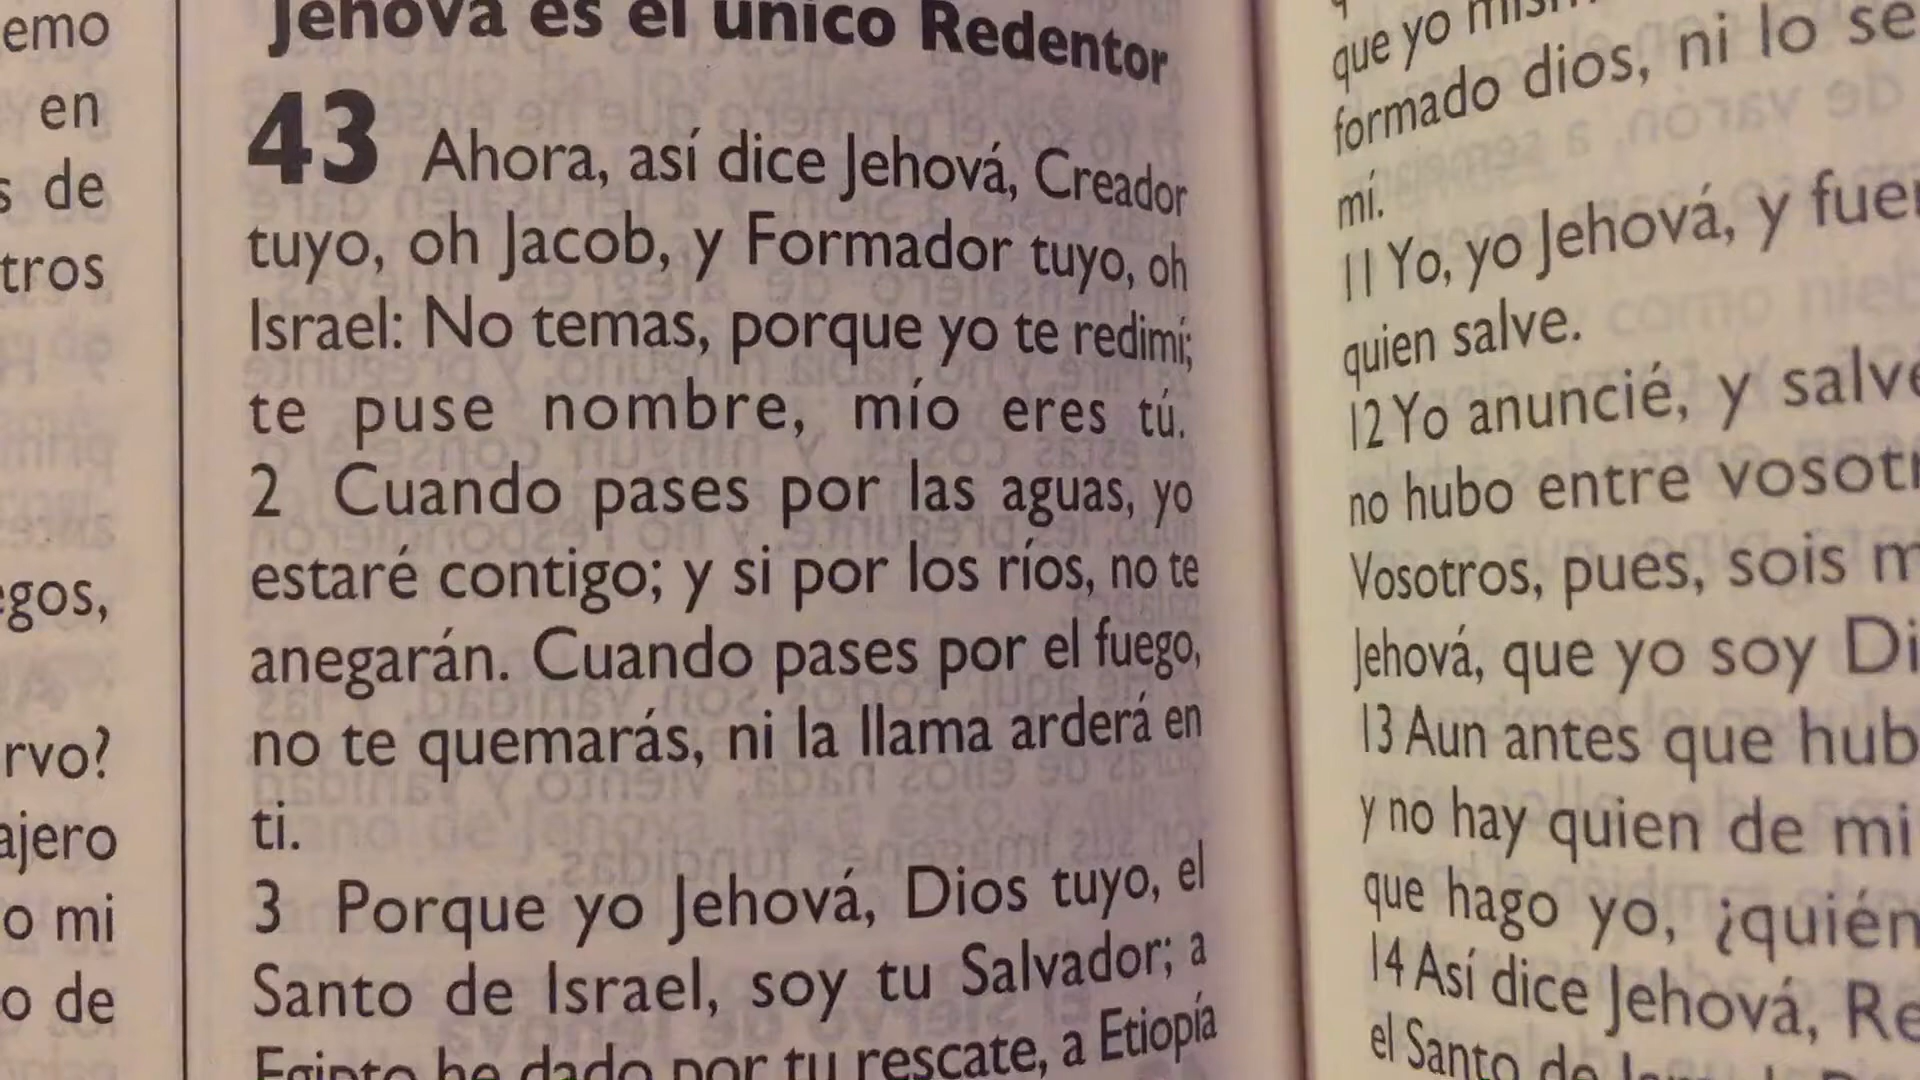 emo
en
s de
tros
egos,
rvo?
ajero
o mi
o de
Jehová es el único Redentor
43 Ahora, así dice Jehová, Creador
tuyo, oh Jacob, y Formador tuyo, oh
Israel: No temas, porque yo te redimí;
te puse nombre, mío eres tú.
2 Cuando pases por las aguas, yo
estaré contigo; y si por los ríos, no te
anegarán. Cuando pases por el fuego,
no te quemarás, ni la llama arderá en
ti.
3 Porque yo Jehová, Dios tuyo, el
Santo de Israel, soy tu Salvador; a
Egipto he dado por tu rescate, a Etiopía
que yo
formado dios, ni lo se
mí.
11 Yo, yo Jehová, y fuer
quien salve.
12 Yo anuncié, y salvé
no hubo entre vosotr
Vosotros, pues, sois m
Jehová, que yo soy Di
13 Aun antes que hub
y no hay quien de mi
que hago yo, ¿quién
14 Así dice Jehová, Re
el Santo de